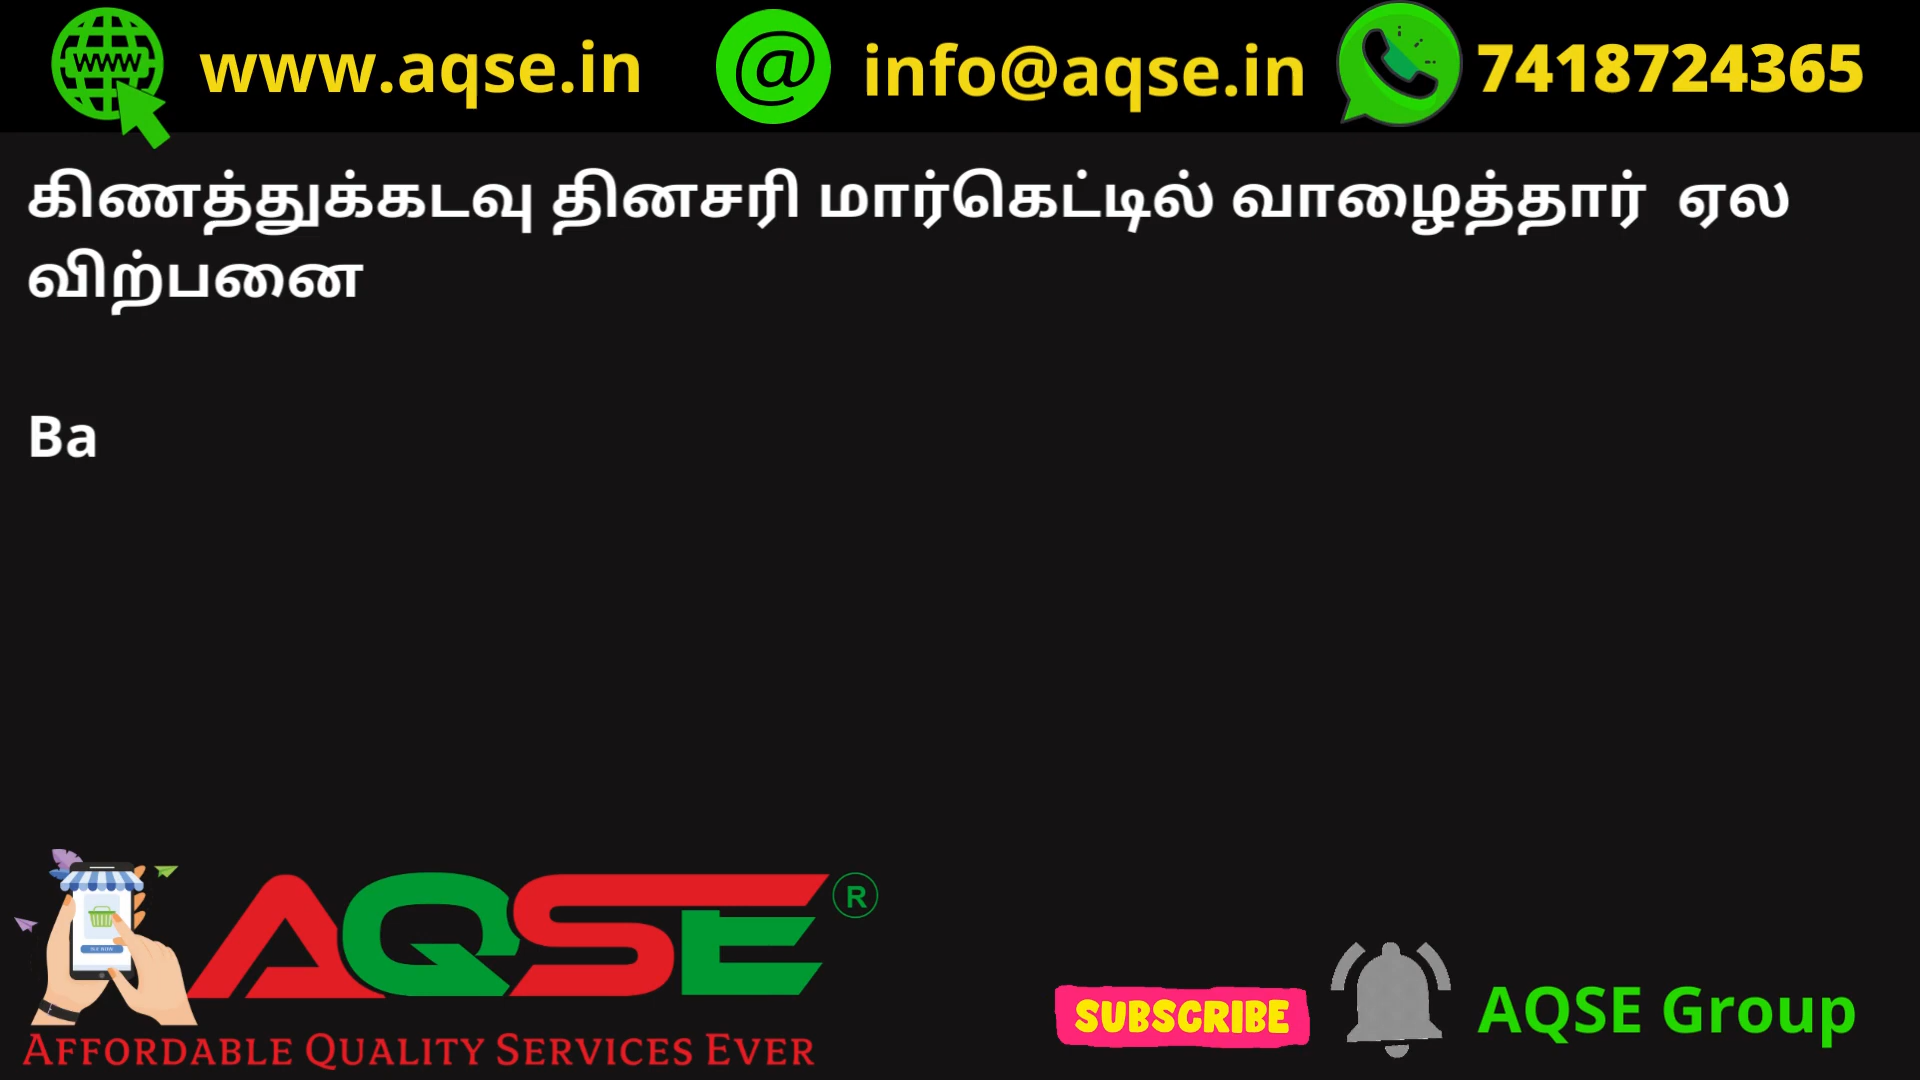 www.aqse.in info@aqse.in 7418724365
கிணத்துக்கடவு தினசரி மார்கெட்டில் வாழைத்தார் ஏல
விற்பனை
Ba
AQSE ®
AFFORDABLE QUALITY SERVICES EVER
SUBSCRIBE AQSE Group